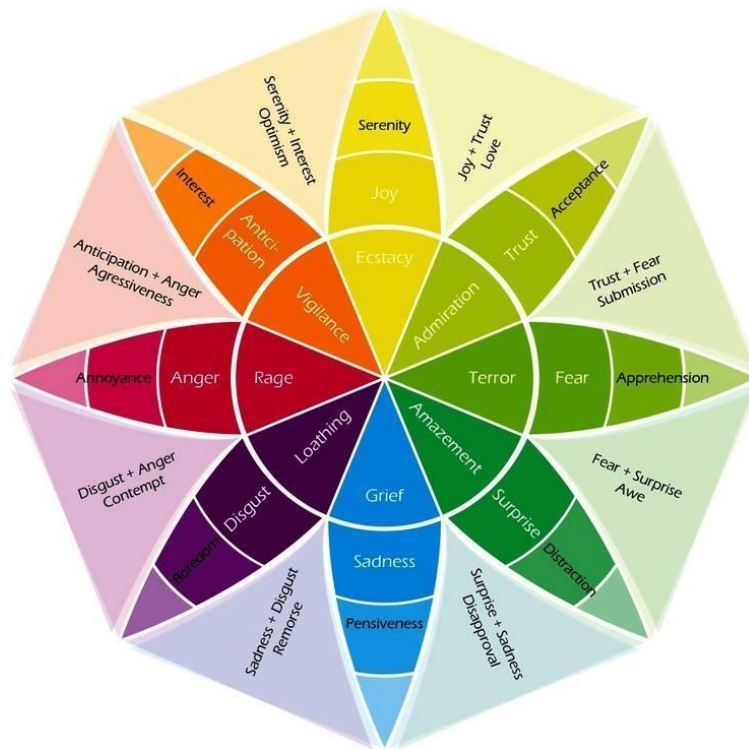 Serenity
Joy
Ecstacy
Joy + Trust
Love
Acceptance
Trust
Admiration
Trust + Fear
Submission
Terror
Fear
Apprehension
Fear + Surprise
Awe
Amazement
Surprise
Distraction
Surprise + Sadness
Disapproval
Grief
Sadness
Pensiveness
Sadness + Disgust
Remorse
Loathing
Disgust
Boredom
Disgust + Anger
Contempt
Annoyance
Anger
Rage
Anticipation + Anger
Agressiveness
Interest
Antici-
pation
Vigilance
Serenity + Interest
Optimism